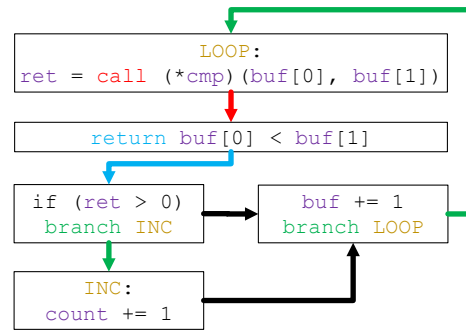 LOOP:
ret = call (*cmp)(buf[0], buf[1])
return buf[0] < buf[1]
if (ret > 0)
branch INC
buf += 1
branch LOOP
INC:
count += 1